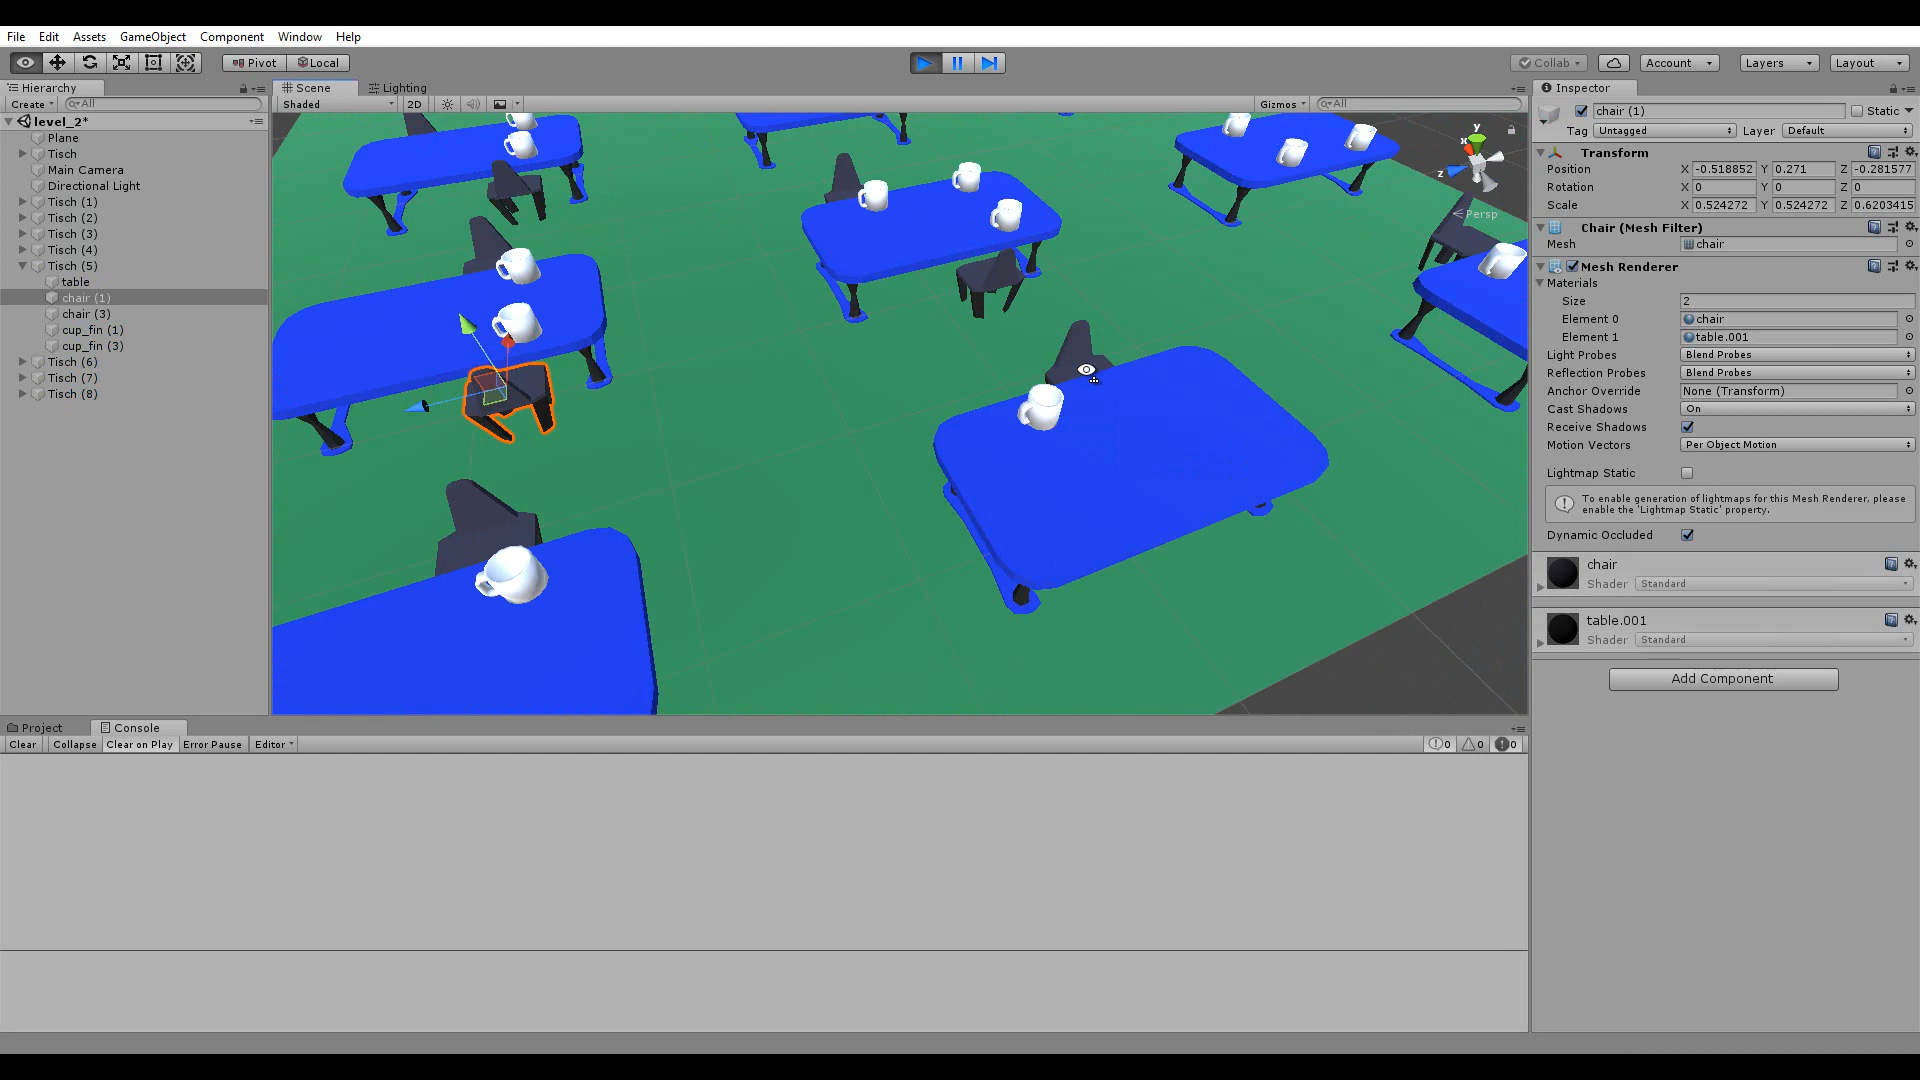 File Edit Assets GameObject Component Window Help
Pivot Local Collab Account Layers Layout
Hierarchy Scene Lighting Inspector
Create All Shaded 2D Gizmos All
chair (1) Static
Tag Untagged Layer Default
level_2*
Plane
Tisch
Main Camera
Directional Light
Tisch (1)
Tisch (2)
Tisch (3)
Tisch (4)
Tisch (5)
table
chair (1)
chair (3)
cup_fin (1)
cup_fin (3)
Tisch (6)
Tisch (7)
Tisch (8)
y
x
z
Persp
Transform
Position X -0.518852 Y 0.271 Z -0.281577
Rotation X 0 Y 0 Z 0
Scale X 0.524272 Y 0.524272 Z 0.6203415
Chair (Mesh Filter)
Mesh chair
Mesh Renderer
Materials
Size 2
Element 0 chair
Element 1 table.001
Light Probes Blend Probes
Reflection Probes Blend Probes
Anchor Override None (Transform)
Cast Shadows On
Receive Shadows
Motion Vectors Per Object Motion
Lightmap Static
To enable generation of lightmaps for this Mesh Renderer, please
enable the 'Lightmap Static' property.
Dynamic Occluded
chair
Shader Standard
table.001
Shader Standard
Add Component
Project Console
Clear Collapse Clear on Play Error Pause Editor 0 0 0